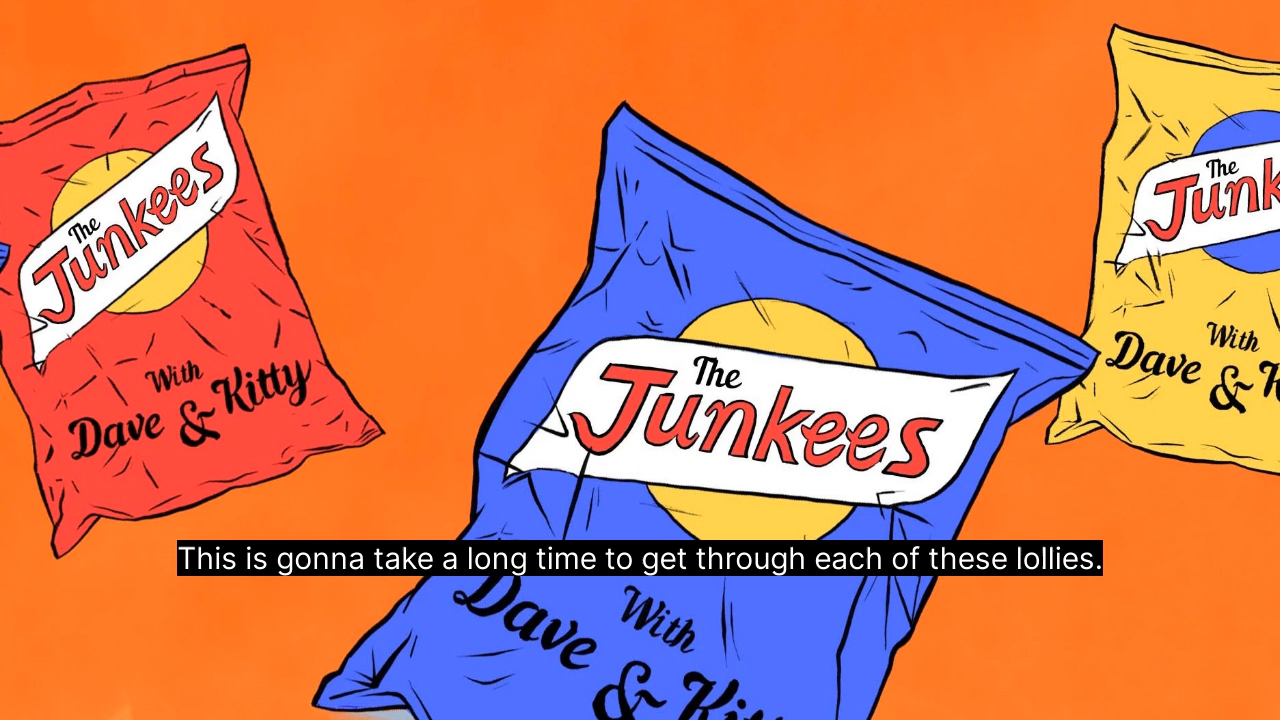 The
Junkees
With
Dave & Kitty
The
Junkees
With
Dave &
The
Junk
With
Dave &
This is gonna take a long time to get through each of these lollies.